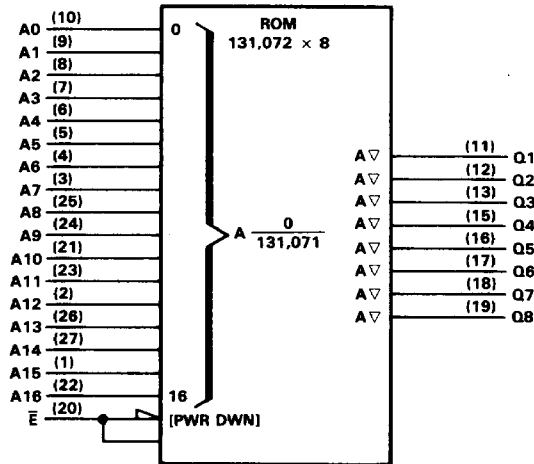 ROM
131,072 × 8
A0 (10) 0
A1 (9)
A2 (8)
A3 (7)
A4 (6)
A5 (5)
A6 (4)
A7 (3)
A8 (25)
A9 (24)
A10 (21)
A11 (23)
A12 (2)
A13 (26)
A14 (27)
A15 (1)
A16 (22) 16
E̅ (20) [PWR DWN]
A 0
131,071
A▽ (11) Q1
A▽ (12) Q2
A▽ (13) Q3
A▽ (15) Q4
A▽ (16) Q5
A▽ (17) Q6
A▽ (18) Q7
A▽ (19) Q8